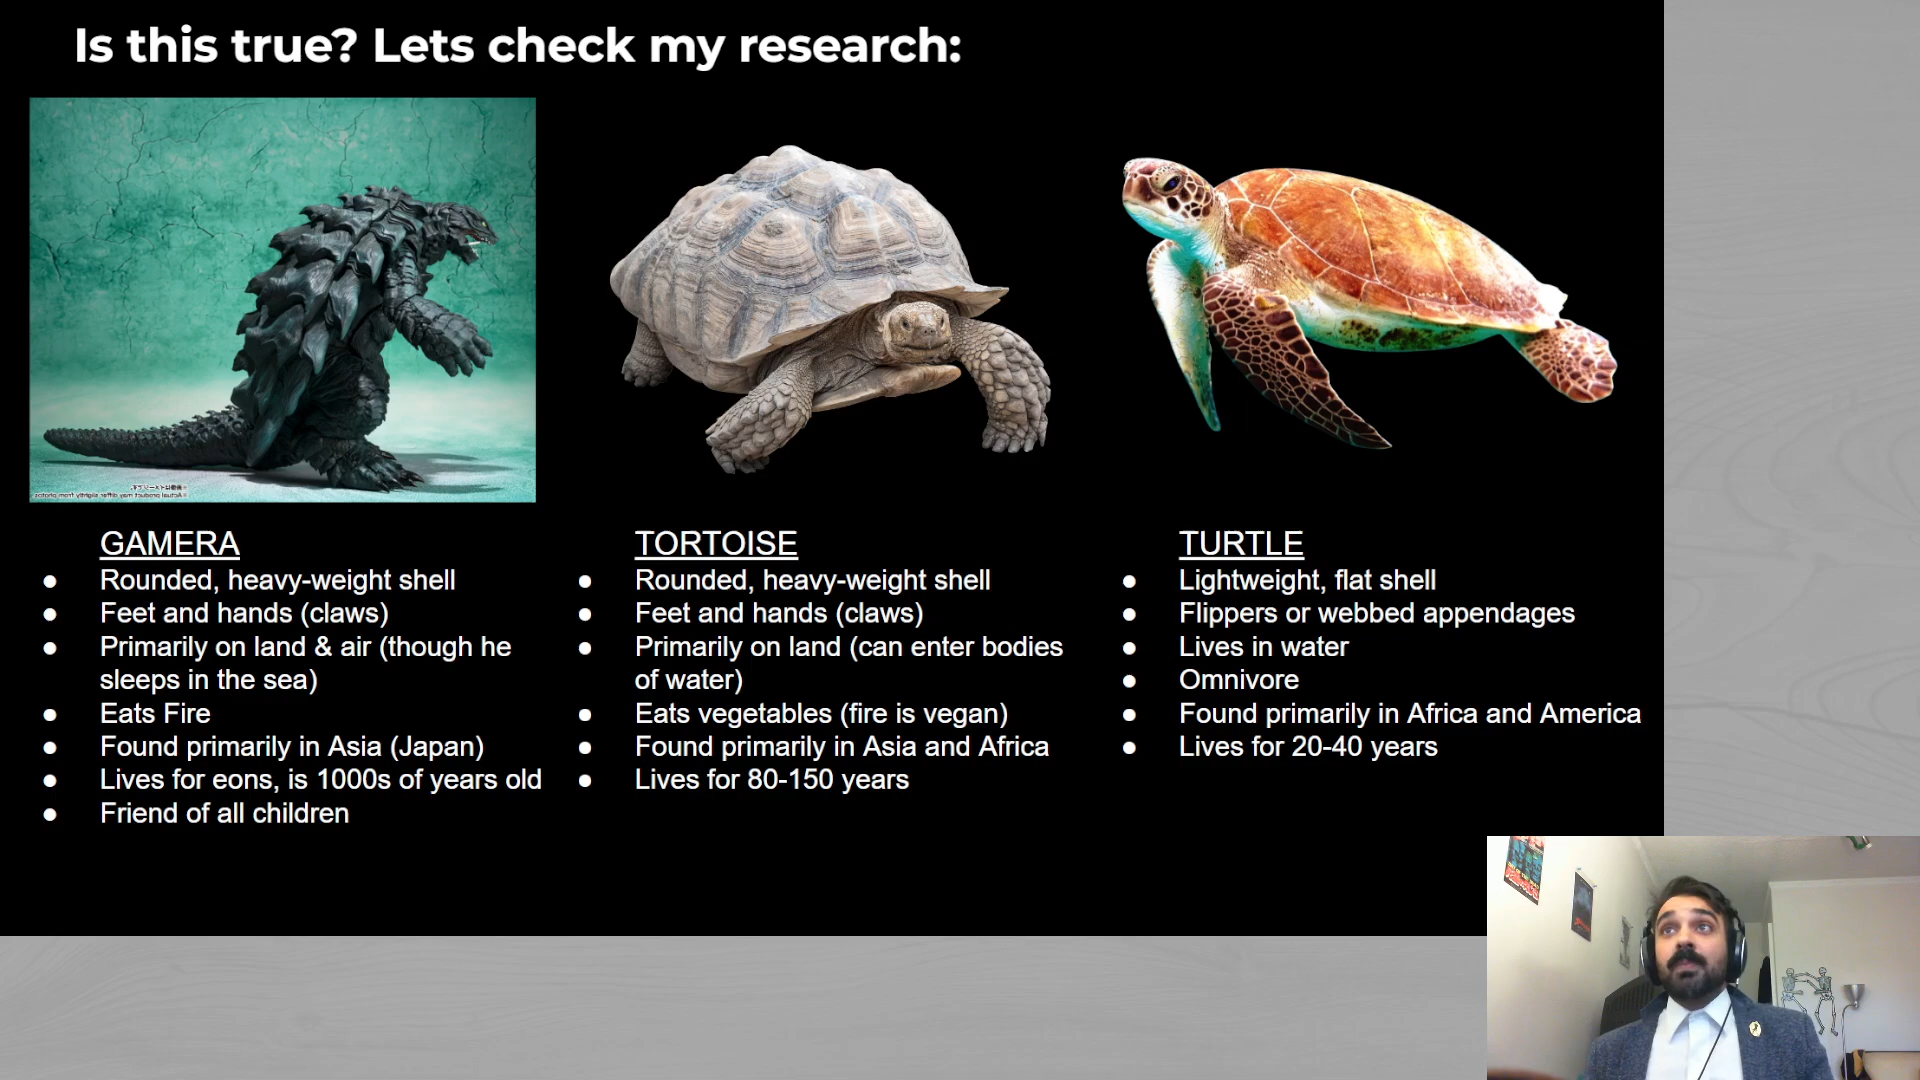 Is this true? Lets check my research:
GAMERA
● Rounded, heavy-weight shell
● Feet and hands (claws)
● Primarily on land & air (though he
sleeps in the sea)
● Eats Fire
● Found primarily in Asia (Japan)
● Lives for eons, is 1000s of years old
● Friend of all children
TORTOISE
● Rounded, heavy-weight shell
● Feet and hands (claws)
● Primarily on land (can enter bodies
of water)
● Eats vegetables (fire is vegan)
● Found primarily in Asia and Africa
● Lives for 80-150 years
TURTLE
● Lightweight, flat shell
● Flippers or webbed appendages
● Lives in water
● Omnivore
● Found primarily in Africa and America
● Lives for 20-40 years